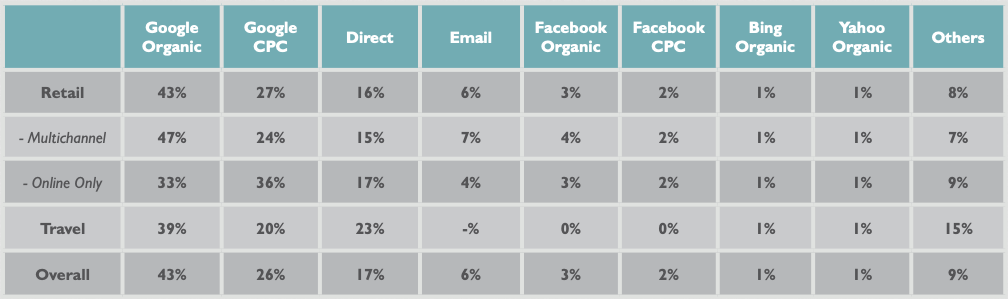 Google Organic Google CPC Direct Email Facebook Organic Facebook CPC Bing Organic Yahoo Organic Others
Retail 43% 27% 16% 6% 3% 2% 1% 1% 8%
- Multichannel 47% 24% 15% 7% 4% 2% 1% 1% 7%
- Online Only 33% 36% 17% 4% 3% 2% 1% 1% 9%
Travel 39% 20% 23% -% 0% 0% 1% 1% 15%
Overall 43% 26% 17% 6% 3% 2% 1% 1% 9%